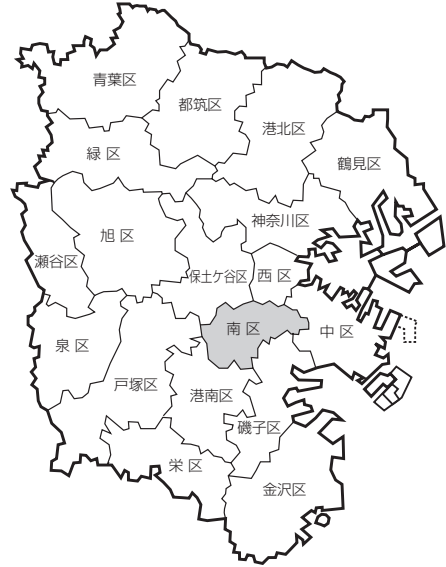 青葉区
都筑区
港北区
緑 区
鶴見区
神奈川区
旭 区
瀬谷区
保土ケ谷区
西 区
南 区
中 区
泉 区
戸塚区
港南区
磯子区
栄 区
金沢区